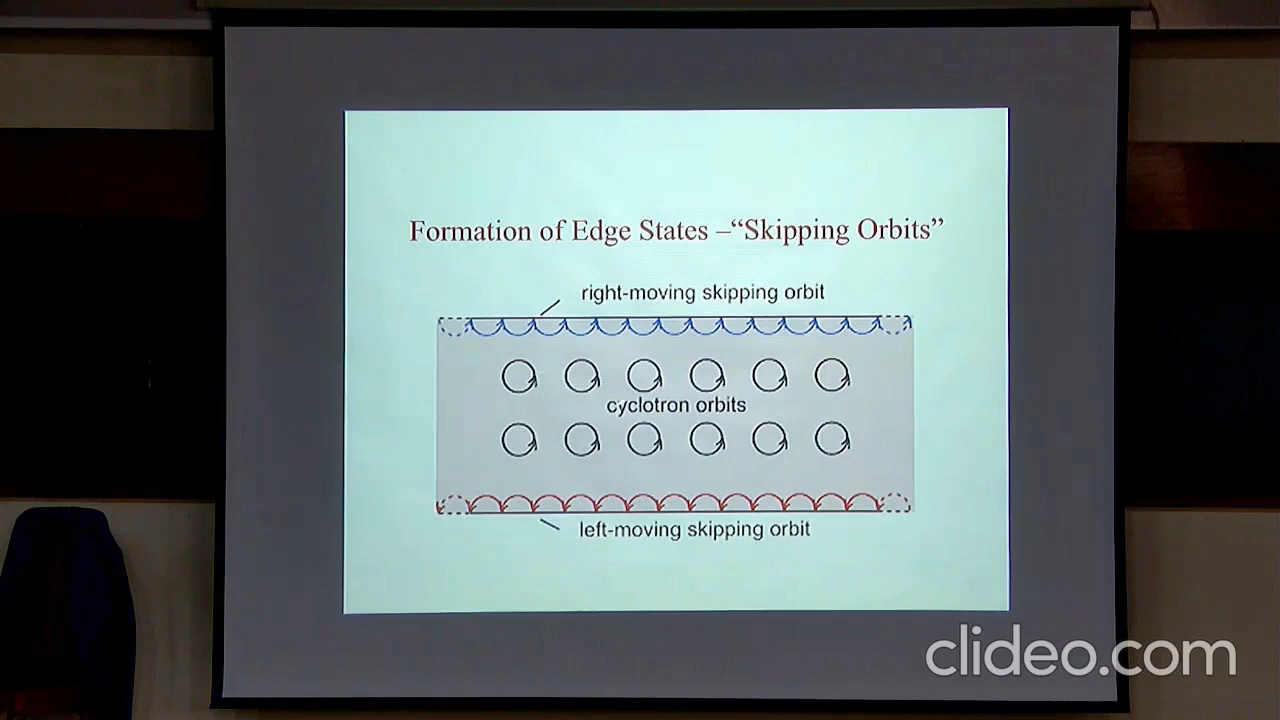 Formation of Edge States –“Skipping Orbits”
right-moving skipping orbit
cyclotron orbits
left-moving skipping orbit
clideo.com